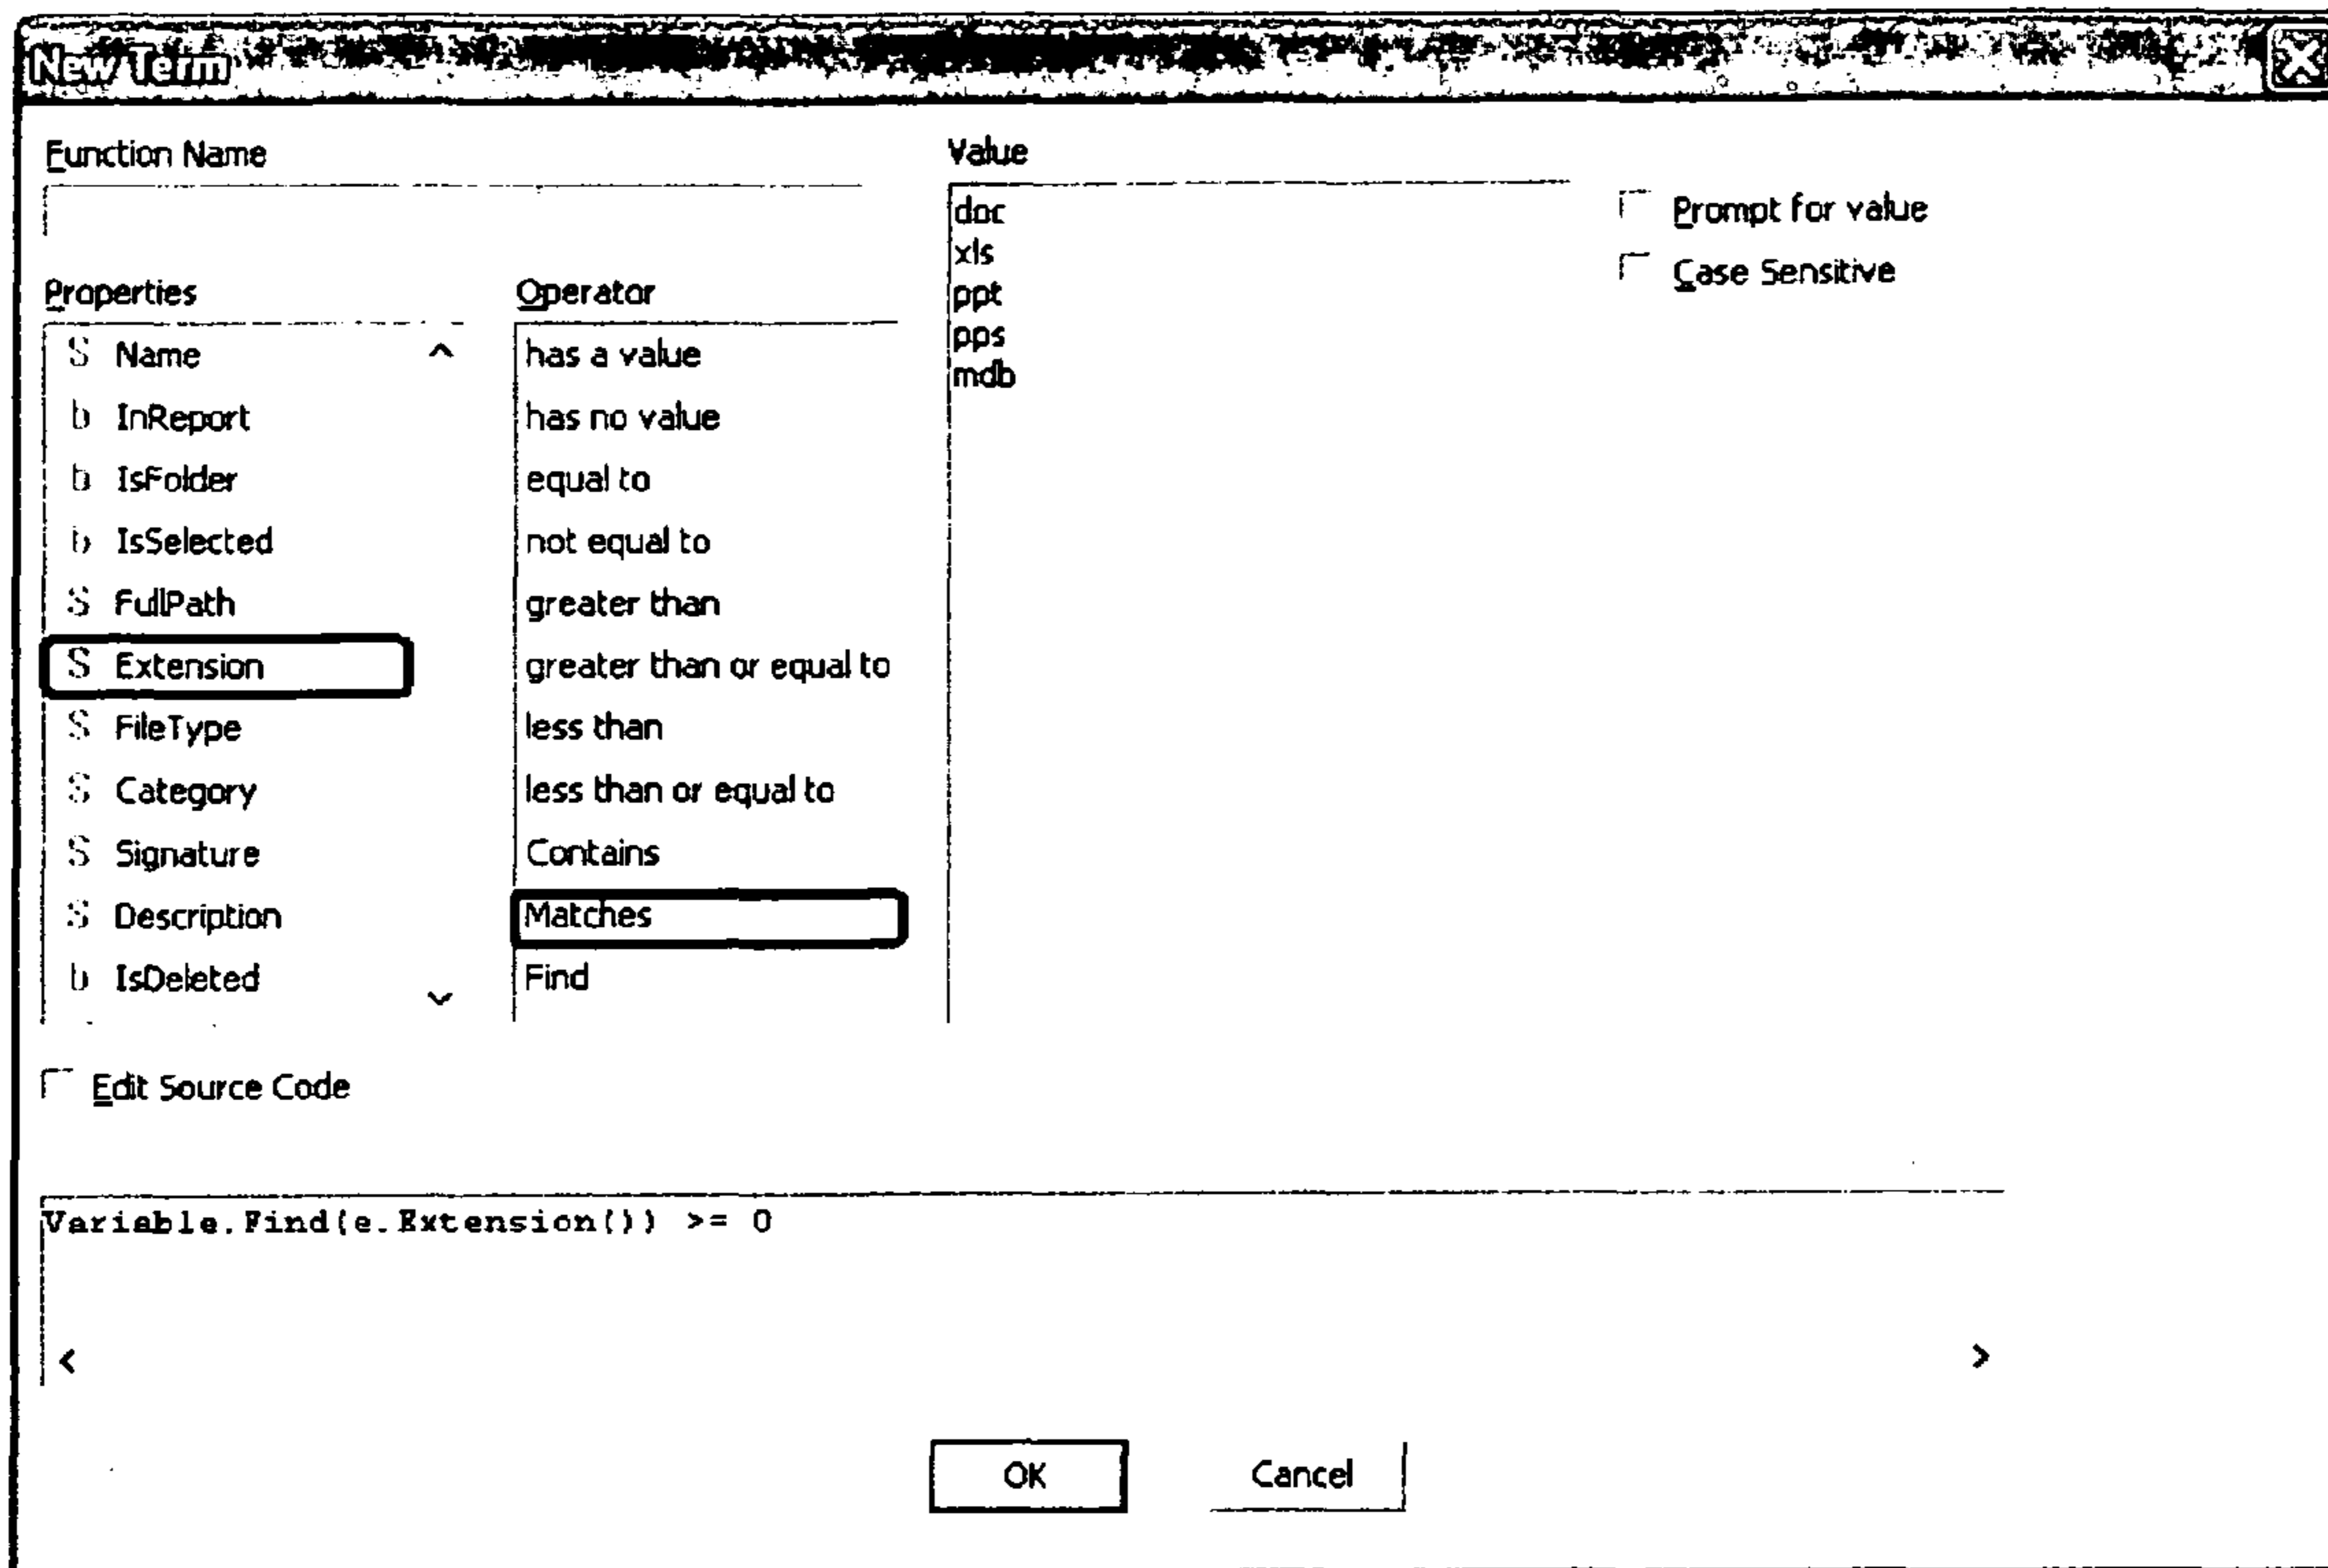 New Term
Function Name
Properties
S Name
b InReport
b IsFolder
b IsSelected
S FullPath
S Extension
S FileType
S Category
S Signature
S Description
b IsDeleted
Operator
has a value
has no value
equal to
not equal to
greater than
greater than or equal to
less than
less than or equal to
Contains
Matches
Find
Value
doc
xls
ppt
pps
mdb
Prompt for value
Case Sensitive
Edit Source Code
Variable.Find(e.Extension()) >= 0
OK
Cancel